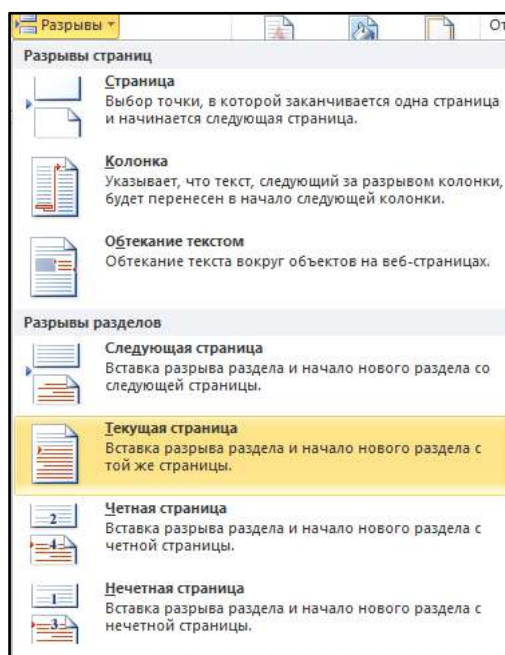 Разрывы
От
Разрывы страниц
Страница
Выбор точки, в которой заканчивается одна страница
и начинается следующая страница.
Колонка
Указывает, что текст, следующий за разрывом колонки,
будет перенесен в начало следующей колонки.
Обтекание текстом
Обтекание текста вокруг объектов на веб-страницах.
Разрывы разделов
Следующая страница
Вставка разрыва раздела и начало нового раздела со
следующей страницы.
Текущая страница
Вставка разрыва раздела и начало нового раздела с
той же страницы.
2
4
Четная страница
Вставка разрыва раздела и начало нового раздела с
четной страницы.
1
3
Нечетная страница
Вставка разрыва раздела и начало нового раздела с
нечетной страницы.